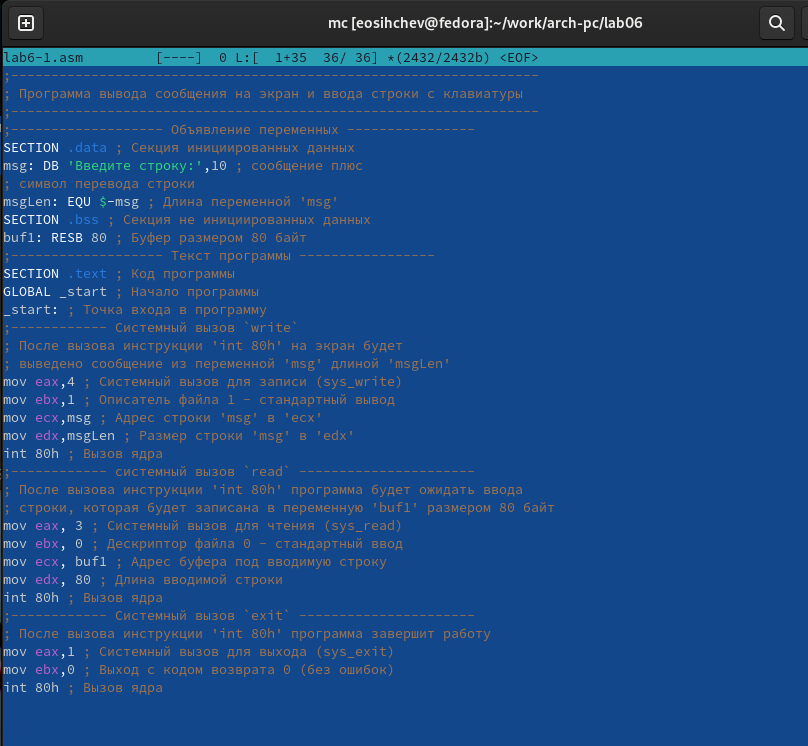 mc [eosihchev@fedora]:~/work/arch-pc/lab06
lab6-1.asm [----] 0 L:[ 1+35 36/ 36] *(2432/2432b) <EOF>
;------------------------------------------------------------------
; Программа вывода сообщения на экран и ввода строки с клавиатуры
;------------------------------------------------------------------
;------------------- Объявление переменных ----------------
SECTION .data ; Секция инициированных данных
msg: DB 'Введите строку:',10 ; сообщение плюс
; символ перевода строки
msgLen: EQU $-msg ; Длина переменной 'msg'
SECTION .bss ; Секция не инициированных данных
buf1: RESB 80 ; Буфер размером 80 байт
;------------------- Текст программы -----------------
SECTION .text ; Код программы
GLOBAL _start ; Начало программы
_start: ; Точка входа в программу
;------------ Системный вызов `write`
; После вызова инструкции 'int 80h' на экран будет
; выведено сообщение из переменной 'msg' длиной 'msgLen'
mov eax,4 ; Системный вызов для записи (sys_write)
mov ebx,1 ; Описатель файла 1 - стандартный вывод
mov ecx,msg ; Адрес строки 'msg' в 'ecx'
mov edx,msgLen ; Размер строки 'msg' в 'edx'
int 80h ; Вызов ядра
;------------ системный вызов `read` ----------------------
; После вызова инструкции 'int 80h' программа будет ожидать ввода
; строки, которая будет записана в переменную 'buf1' размером 80 байт
mov eax, 3 ; Системный вызов для чтения (sys_read)
mov ebx, 0 ; Дескриптор файла 0 - стандартный ввод
mov ecx, buf1 ; Адрес буфера под вводимую строку
mov edx, 80 ; Длина вводимой строки
int 80h ; Вызов ядра
;------------ Системный вызов `exit` ----------------------
; После вызова инструкции 'int 80h' программа завершит работу
mov eax,1 ; Системный вызов для выхода (sys_exit)
mov ebx,0 ; Выход с кодом возврата 0 (без ошибок)
int 80h ; Вызов ядра